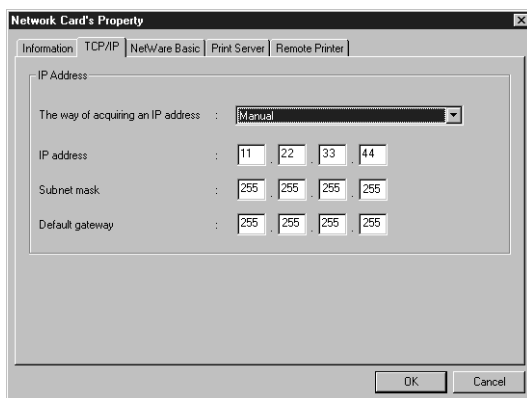 Network Card's Property
Information TCP/IP NetWare Basic Print Server Remote Printer
IP Address
The way of acquiring an IP address : Manual
IP address : 11 . 22 . 33 . 44
Subnet mask : 255 . 255 . 255 . 255
Default gateway : 255 . 255 . 255 . 255
OK Cancel